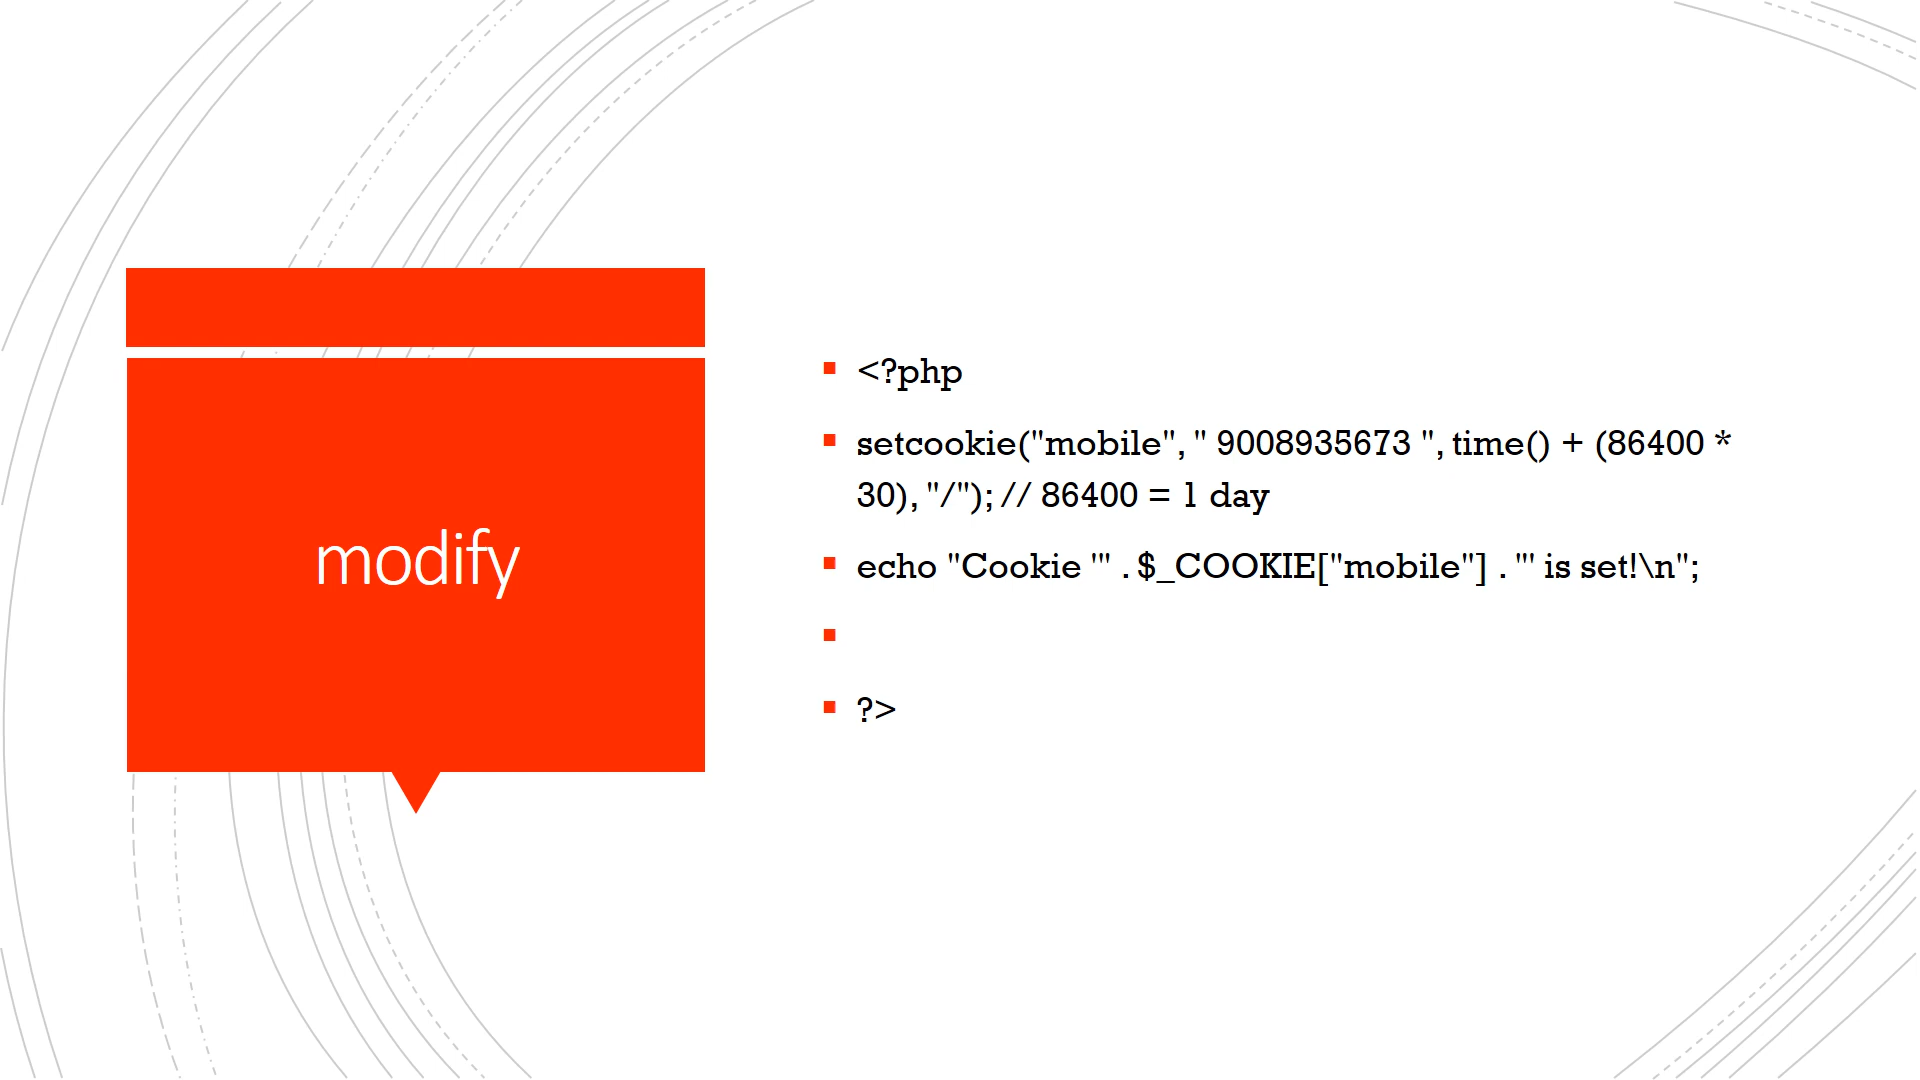 modify
<?php
setcookie("mobile", " 9008935673 ", time() + (86400 *
30), "/"); // 86400 = 1 day
echo "Cookie '" . $_COOKIE["mobile"] . "' is set!\n";
?>